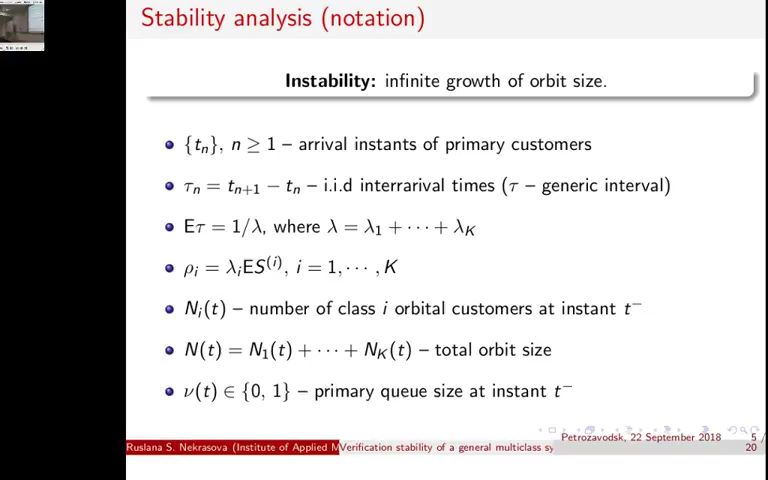 Stability analysis (notation)
Instability: infinite growth of orbit size.
{tₙ}, n ≥ 1 – arrival instants of primary customers
τₙ = tₙ₊₁ − tₙ – i.i.d interrarival times (τ – generic interval)
Eτ = 1/λ, where λ = λ₁ + ··· + λ_K
ρᵢ = λᵢES⁽ⁱ⁾, i = 1, ··· , K
Nᵢ(t) – number of class i orbital customers at instant t⁻
N(t) = N₁(t) + ··· + N_K(t) – total orbit size
ν(t) ∈ {0, 1} – primary queue size at instant t⁻
Petrozavodsk, 22 September 2018 5 /
Ruslana S. Nekrasova (Institute of Applied M Verification stability of a general multiclass sy 20